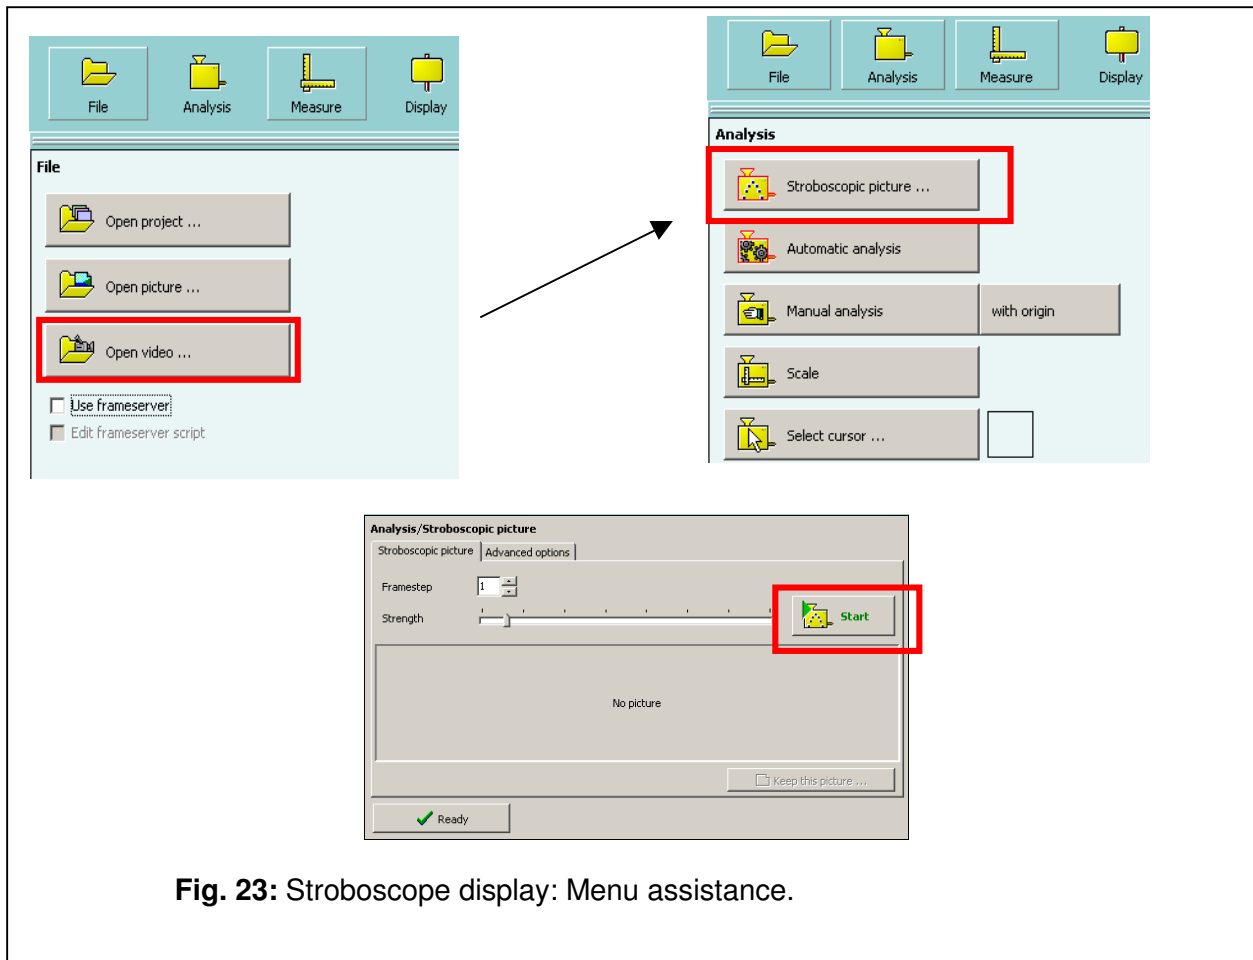 File Analysis Measure Display
File
Open project ...
Open picture ...
Open video ...
Use frameserver
Edit frameserver script
File Analysis Measure Display
Analysis
Stroboscopic picture ...
Automatic analysis
Manual analysis with origin
Scale
Select cursor ...
Analysis/Stroboscopic picture
Stroboscopic picture Advanced options
Framestep 1
Strength
Start
No picture
Keep this picture ...
Ready
Fig. 23: Stroboscope display: Menu assistance.